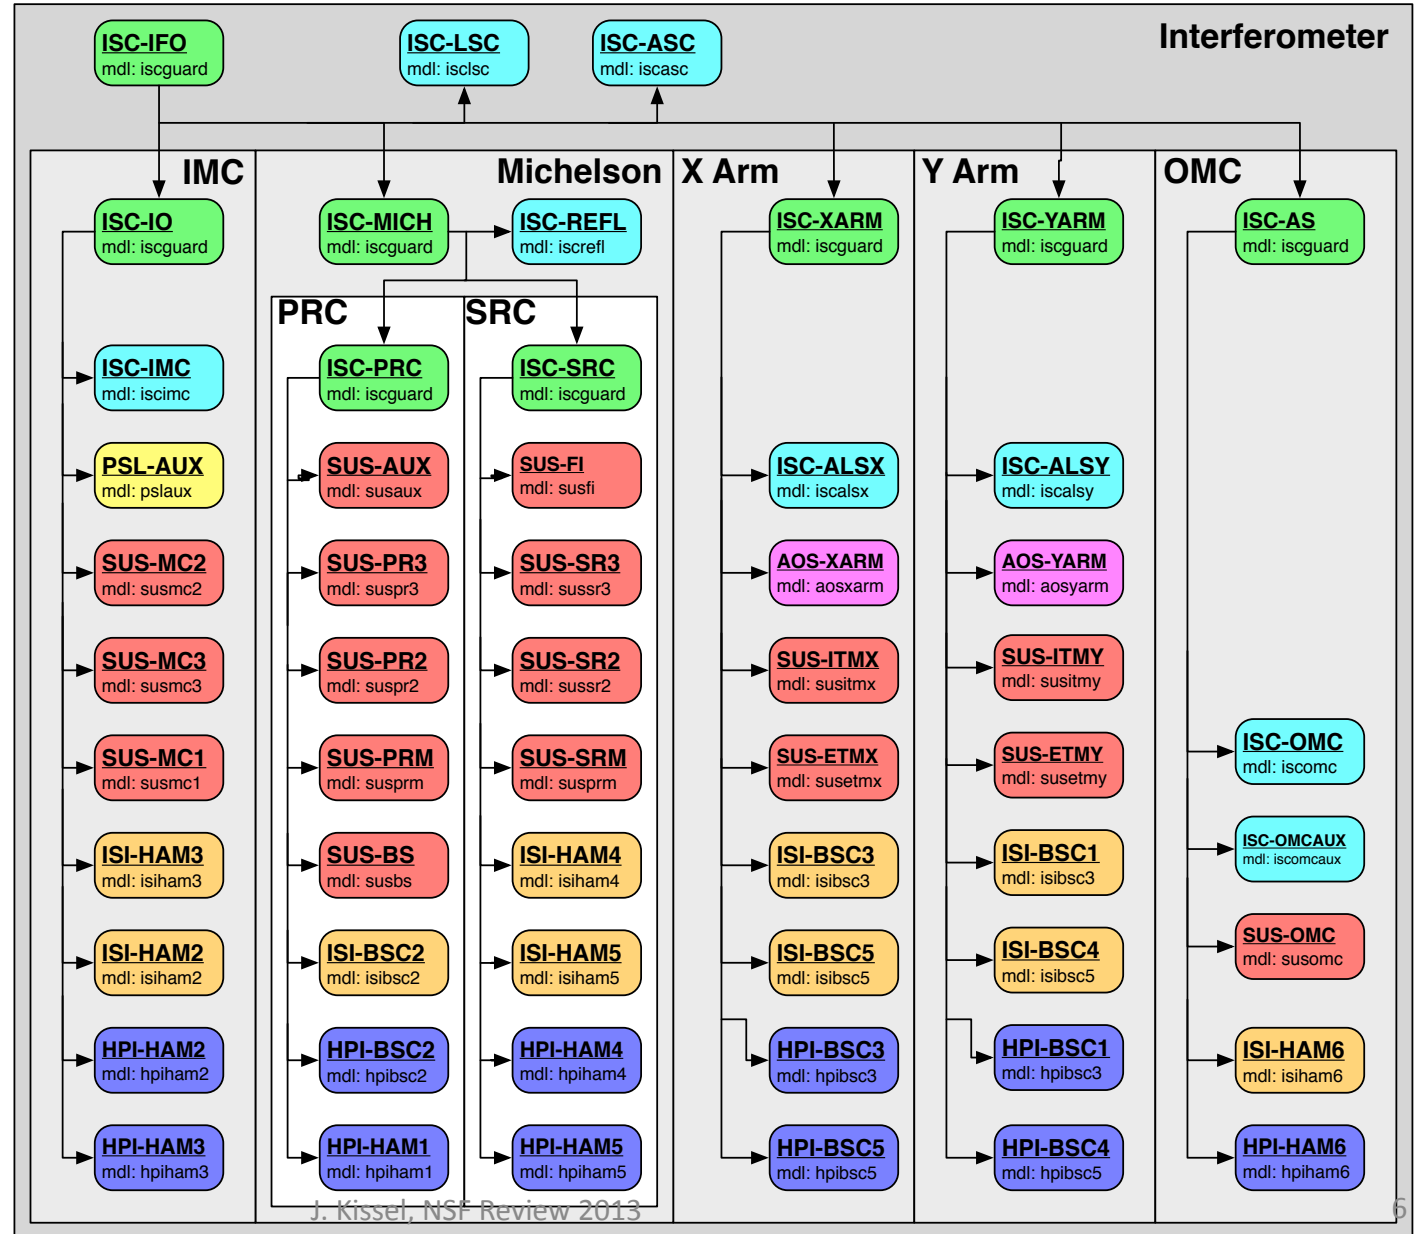 Interferometer
ISC-IFO
mdl: iscguard
ISC-LSC
mdl: isclsc
ISC-ASC
mdl: iscasc
IMC
ISC-IO
mdl: iscguard
ISC-IMC
mdl: iscimc
PSL-AUX
mdl: pslaux
SUS-MC2
mdl: susmc2
SUS-MC3
mdl: susmc3
SUS-MC1
mdl: susmc1
ISI-HAM3
mdl: isiham3
ISI-HAM2
mdl: isiham2
HPI-HAM2
mdl: hpiham2
HPI-HAM3
mdl: hpiham3
Michelson
ISC-MICH
mdl: iscguard
ISC-REFL
mdl: iscrefl
PRC
ISC-PRC
mdl: iscguard
SUS-AUX
mdl: susaux
SUS-PR3
mdl: suspr3
SUS-PR2
mdl: suspr2
SUS-PRM
mdl: susprm
SUS-BS
mdl: susbs
ISI-BSC2
mdl: isibsc2
HPI-BSC2
mdl: hpibsc2
HPI-HAM1
mdl: hpiham1
SRC
ISC-SRC
mdl: iscguard
SUS-FI
mdl: susfi
SUS-SR3
mdl: sussr3
SUS-SR2
mdl: sussr2
SUS-SRM
mdl: susprm
ISI-HAM4
mdl: isiham4
ISI-HAM5
mdl: isiham5
HPI-HAM4
mdl: hpiham4
HPI-HAM5
mdl: hpiham5
X Arm
ISC-XARM
mdl: iscguard
ISC-ALSX
mdl: iscalsx
AOS-XARM
mdl: aosxarm
SUS-ITMX
mdl: susitmx
SUS-ETMX
mdl: susetmx
ISI-BSC3
mdl: isibsc3
ISI-BSC5
mdl: isibsc5
HPI-BSC3
mdl: hpibsc3
HPI-BSC5
mdl: hpibsc5
Y Arm
ISC-YARM
mdl: iscguard
ISC-ALSY
mdl: iscalsy
AOS-YARM
mdl: aosyarm
SUS-ITMY
mdl: susitmy
SUS-ETMY
mdl: susetmy
ISI-BSC1
mdl: isibsc3
ISI-BSC4
mdl: isibsc5
HPI-BSC1
mdl: hpibsc3
HPI-BSC4
mdl: hpibsc5
OMC
ISC-AS
mdl: iscguard
ISC-OMC
mdl: iscomc
ISC-OMCAUX
mdl: iscomcaux
SUS-OMC
mdl: susomc
ISI-HAM6
mdl: isiham6
HPI-HAM6
mdl: hpiham6
J. Kissel, NSF Review 2013
6